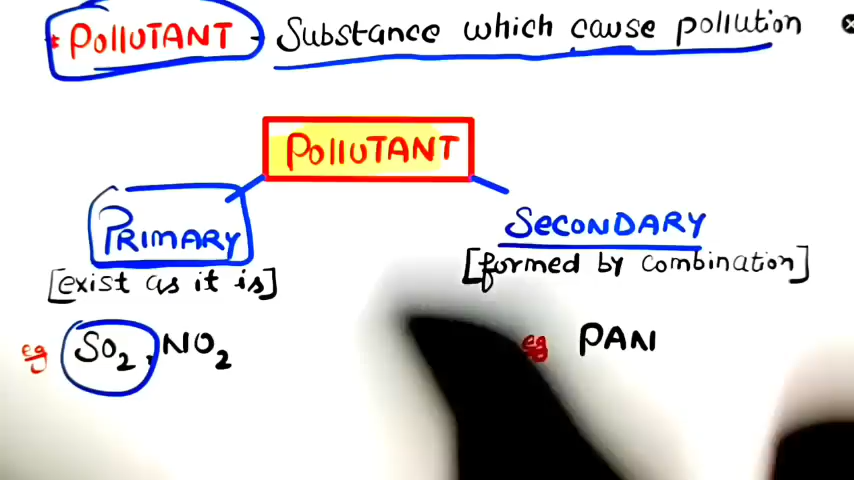 * POLLUTANT - Substance which cause pollution
POLLUTANT
PRIMARY
[exist as it is]
eg SO2, NO2
SECONDARY
[formed by combination]
eg PAN